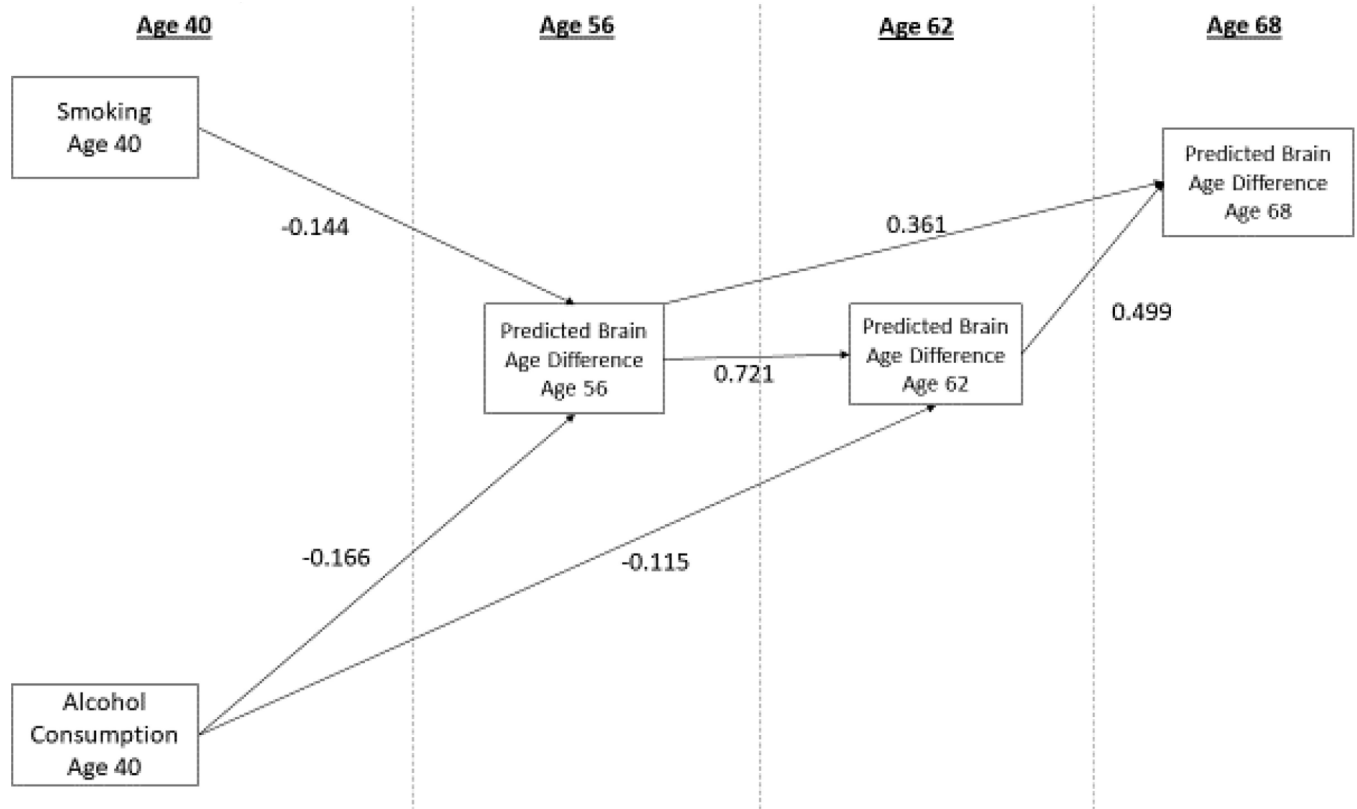 Age 40
Age 56
Age 62
Age 68
Smoking
Age 40
Predicted Brain
Age Difference
Age 68
-0.144
0.361
Predicted Brain
Age Difference
Age 56
0.721
Predicted Brain
Age Difference
Age 62
0.499
-0.166
-0.115
Alcohol
Consumption
Age 40